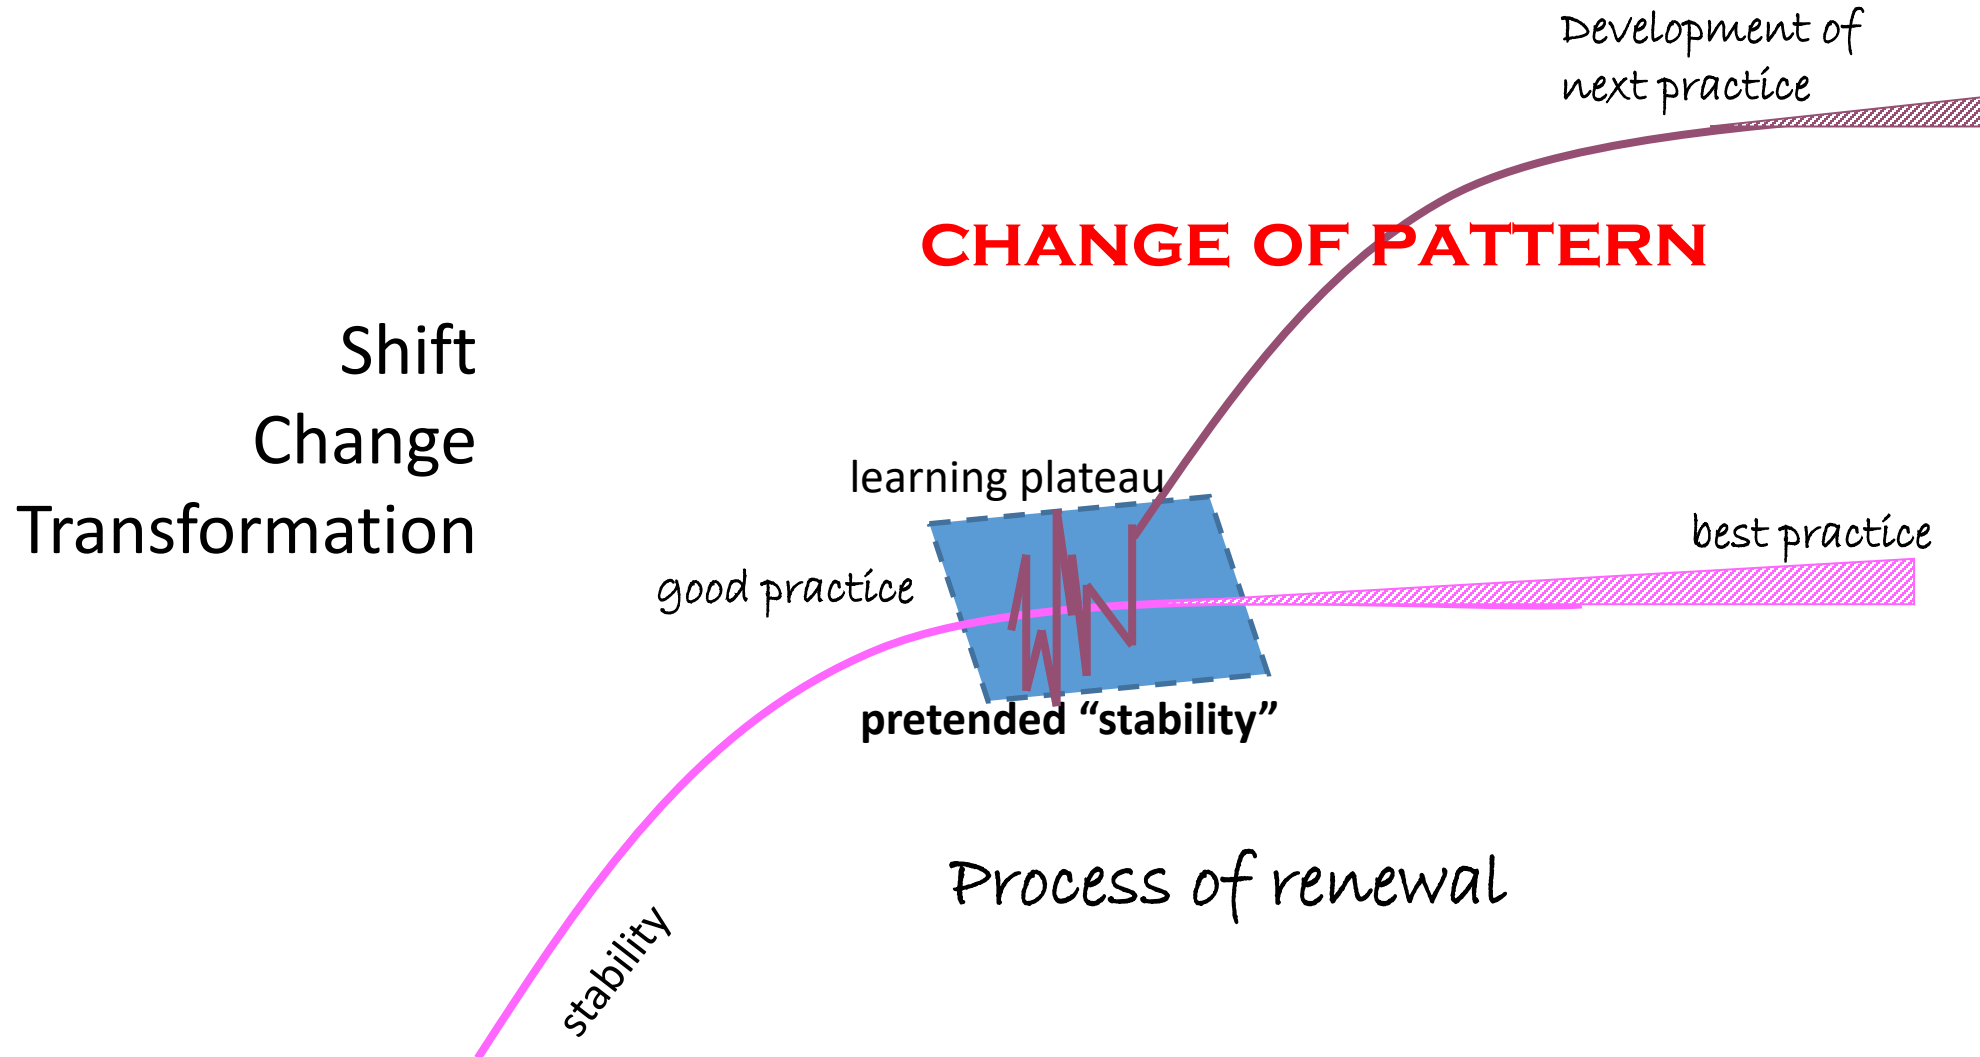 Development of
next practice
CHANGE OF PATTERN
Shift
Change
Transformation
learning plateau
best practice
good practice
pretended “stability”
Process of renewal
stability